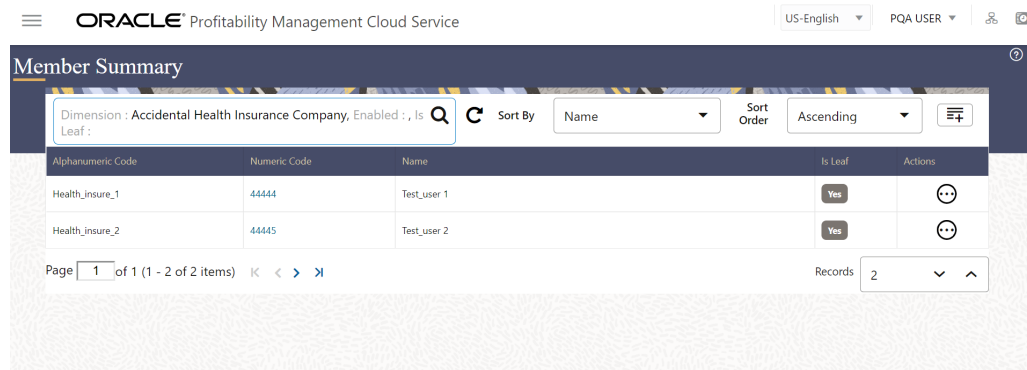 ORACLE® Profitability Management Cloud Service
US-English
PQA USER
Member Summary
Dimension : Accidental Health Insurance Company, Enabled : , Is
Leaf :
Sort By
Name
Sort
Order
Ascending
Alphanumeric Code
Numeric Code
Name
Is Leaf
Actions
Health_insure_1
44444
Test_user 1
Yes
Health_insure_2
44445
Test_user 2
Yes
Page 1 of 1 (1 - 2 of 2 items)
Records
2